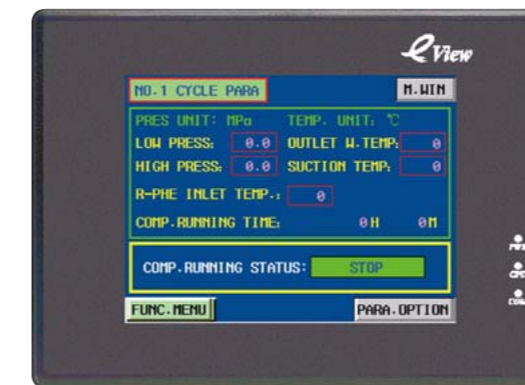 eView
NO.1 CYCLE PARA M.WIN
PRES UNIT: MPa TEMP. UNIT: ℃
LOW PRESS: 0.0 OUTLET W.TEMP: 0
HIGH PRESS: 0.0 SUCTION TEMP: 0
R-PHE INLET TEMP.: 0
COMP.RUNNING TIME: 0H 0M
COMP.RUNNING STATUS: STOP
FUNC.MENU PARA.OPTION